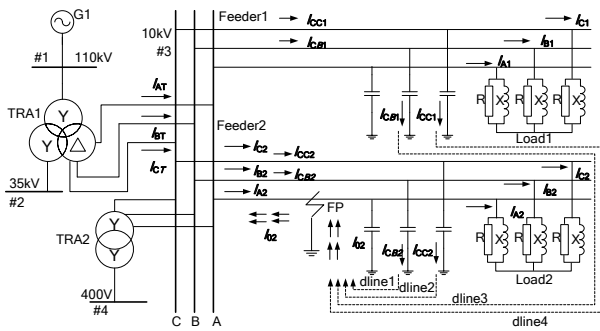 G1
Feeder1
10kV
#3
I_CC1
I_CB1
I_C1
I_B1
I_A1
#1
110kV
TRA1
Y
Y
△
I_AT
I_BT
I_CT
35kV
#2
I_CB1
I_CC1
R
X
R
X
R
X
Load1
Feeder2
I_C2
I_CC2
I_B2
I_CB2
I_A2
I_C2
I_B2
I_A2
FP
I_02
I_02
I_CB2
I_CC2
R
X
R
X
R
X
Load2
TRA2
Y
Y
400V
#4
dline1
dline2
dline3
dline4
C
B
A